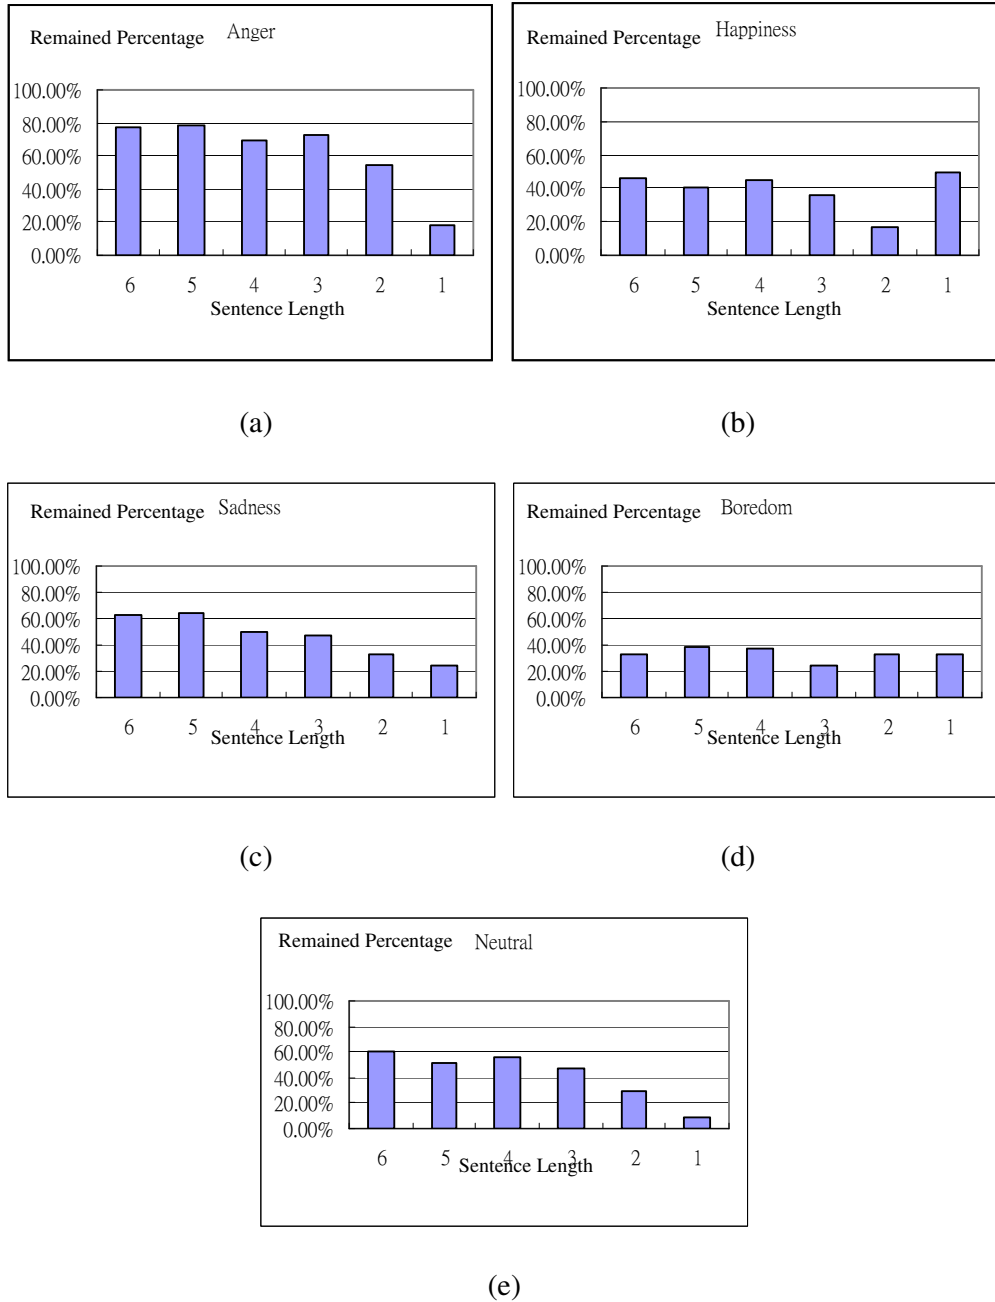 Remained Percentage Anger
100.00%
80.00%
60.00%
40.00%
20.00%
0.00%
6 5 4 3 2 1
Sentence Length
(a)
Remained Percentage Happiness
100.00%
80.00%
60.00%
40.00%
20.00%
0.00%
6 5 4 3 2 1
Sentence Length
(b)
Remained Percentage Sadness
100.00%
80.00%
60.00%
40.00%
20.00%
0.00%
6 5 4 3 2 1
Sentence Length
(c)
Remained Percentage Boredom
100.00%
80.00%
60.00%
40.00%
20.00%
0.00%
6 5 4 3 2 1
Sentence Length
(d)
Remained Percentage Neutral
100.00%
80.00%
60.00%
40.00%
20.00%
0.00%
6 5 4 3 2 1
Sentence Length
(e)